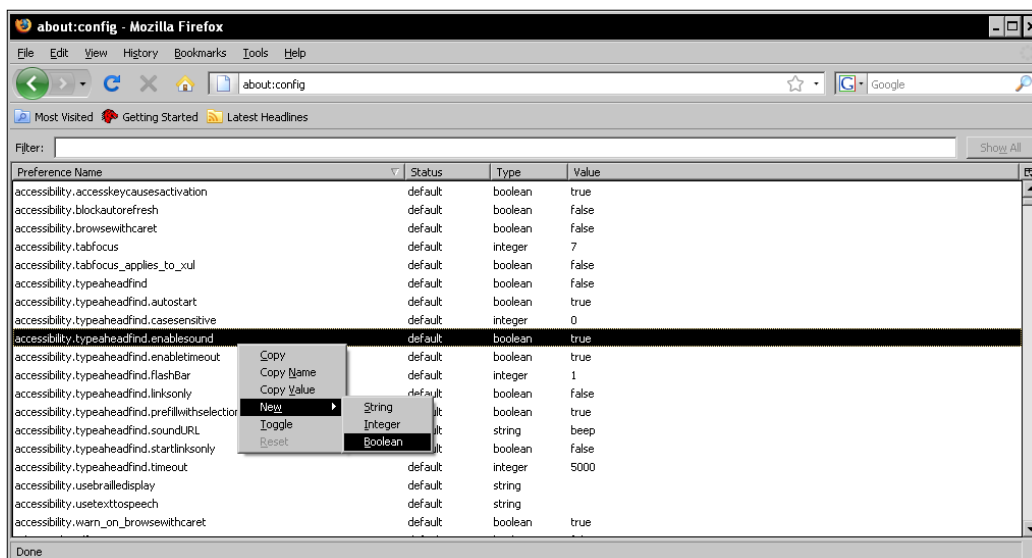 about:config - Mozilla Firefox
File Edit View History Bookmarks Tools Help
about:config G Google
Most Visited Getting Started Latest Headlines
Filter: Show All
Preference Name Status Type Value
accessibility.accesskeycausesactivation default boolean true
accessibility.blockautorefresh default boolean false
accessibility.browsewithcaret default boolean false
accessibility.tabfocus default integer 7
accessibility.tabfocus_applies_to_xul default boolean false
accessibility.typeaheadfind default boolean false
accessibility.typeaheadfind.autostart default boolean true
accessibility.typeaheadfind.casesensitive default integer 0
accessibility.typeaheadfind.enablesound default boolean true
accessibility.typeaheadfind.enabletimeout Copy default boolean true
accessibility.typeaheadfind.flashBar Copy Name default integer 1
accessibility.typeaheadfind.linksonly Copy Value default boolean false
accessibility.typeaheadfind.prefillwithselection New String boolean true
accessibility.typeaheadfind.soundURL Toggle Integer string beep
accessibility.typeaheadfind.startlinksonly Reset Boolean boolean false
accessibility.typeaheadfind.timeout default integer 5000
accessibility.usebrailledisplay default string
accessibility.usetexttospeech default string
accessibility.warn_on_browsewithcaret default boolean true
Done